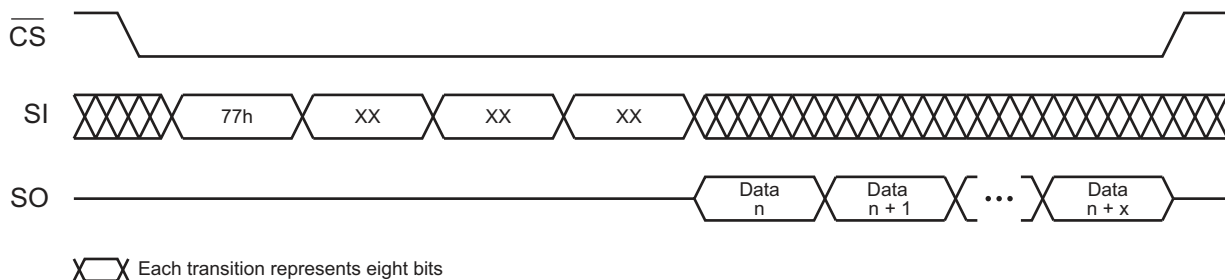 CS
SI
77h
XX
XX
XX
SO
Data
n
Data
n + 1
•••
Data
n + x
Each transition represents eight bits